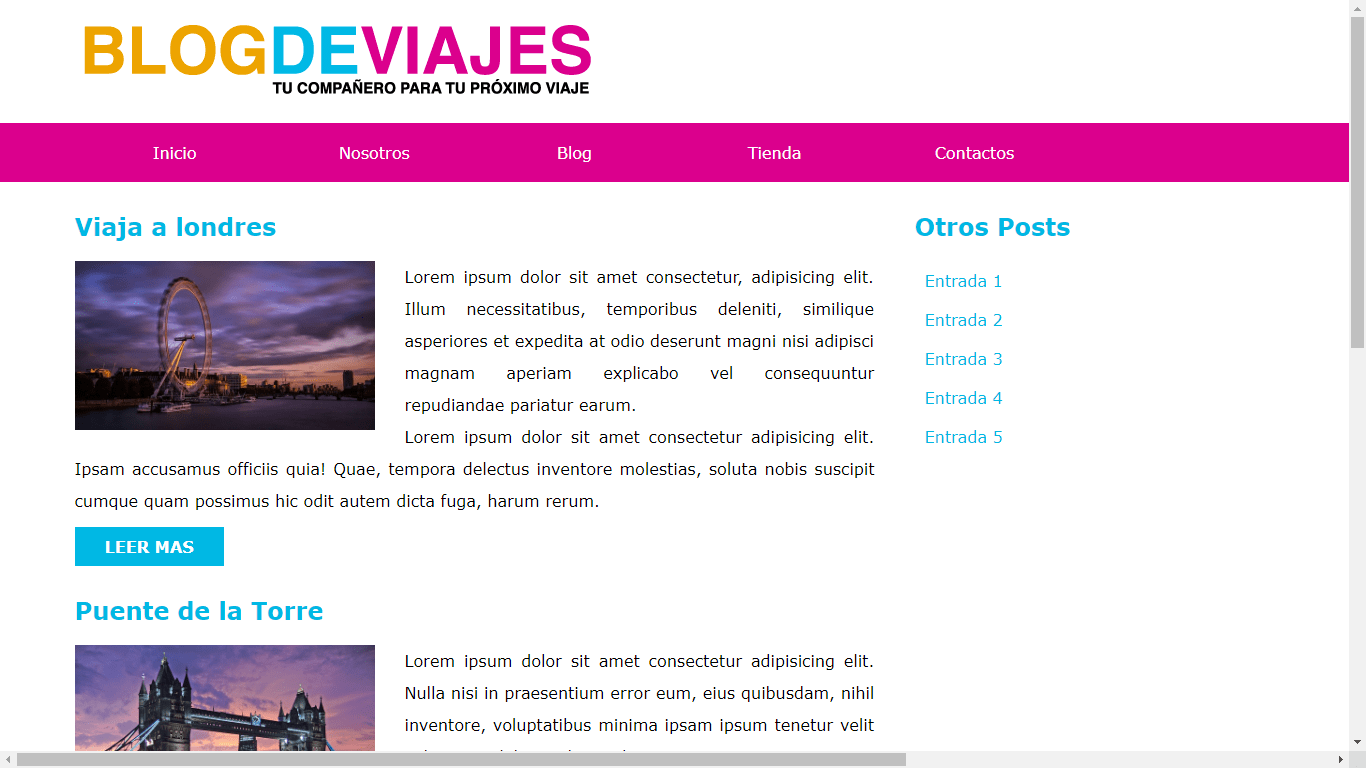 BLOGDEVIAJES
TU COMPAÑERO PARA TU PRÓXIMO VIAJE
Inicio Nosotros Blog Tienda Contactos
Viaja a londres
Lorem ipsum dolor sit amet consectetur, adipisicing elit.
Illum necessitatibus, temporibus deleniti, similique
asperiores et expedita at odio deserunt magni nisi adipisci
magnam aperiam explicabo vel consequuntur
repudiandae pariatur earum.
Lorem ipsum dolor sit amet consectetur adipisicing elit.
Ipsam accusamus officiis quia! Quae, tempora delectus inventore molestias, soluta nobis suscipit
cumque quam possimus hic odit autem dicta fuga, harum rerum.
LEER MAS
Puente de la Torre
Lorem ipsum dolor sit amet consectetur adipisicing elit.
Nulla nisi in praesentium error eum, eius quibusdam, nihil
inventore, voluptatibus minima ipsam ipsum tenetur velit
Otros Posts
Entrada 1
Entrada 2
Entrada 3
Entrada 4
Entrada 5